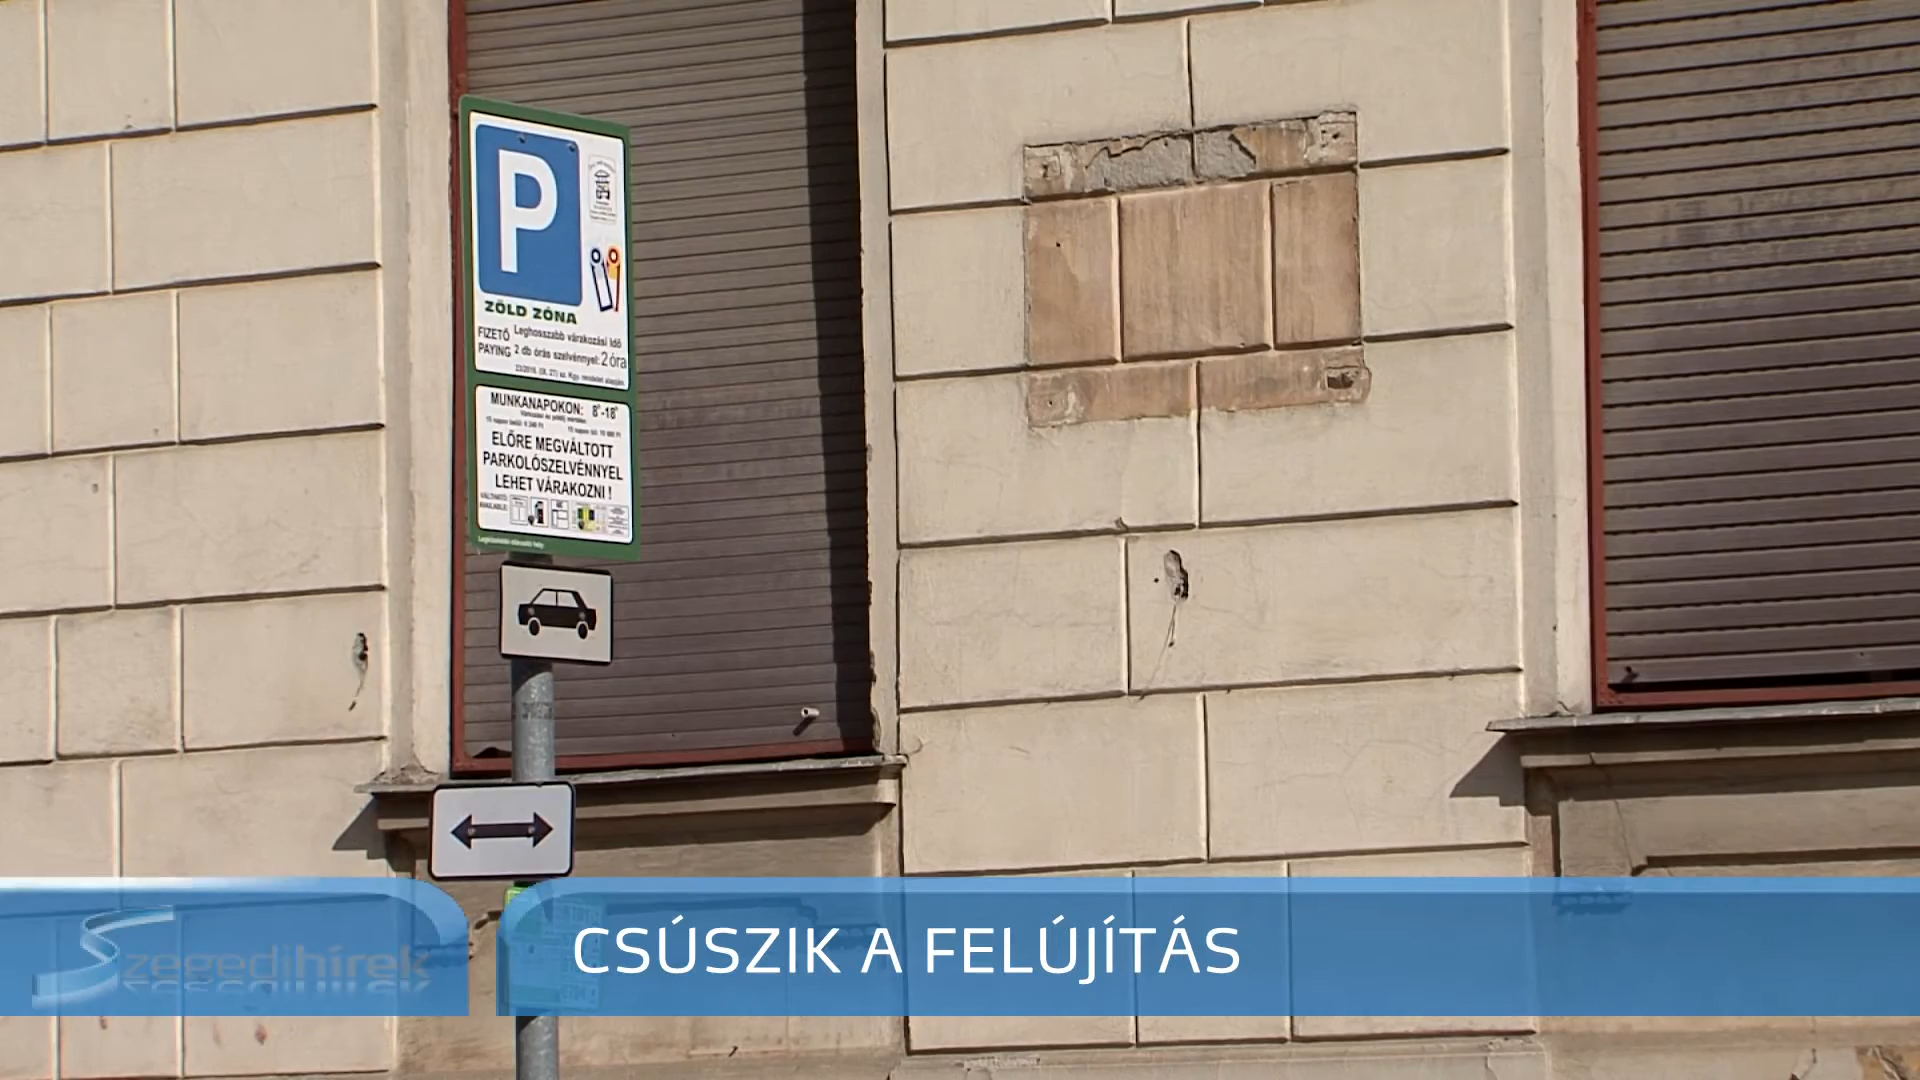 P
ZÖLD ZÓNA
FIZETŐ Leghosszabb várakozási idő
PAYING 2 db órás szelvénnyel: 2 óra
MUNKANAPOKON: 8°-18°
ELŐRE MEGVÁLTOTT
PARKOLÓSZELVÉNNYEL
LEHET VÁRAKOZNI !
Szegedihírek
CSÚSZIK A FELÚJÍTÁS